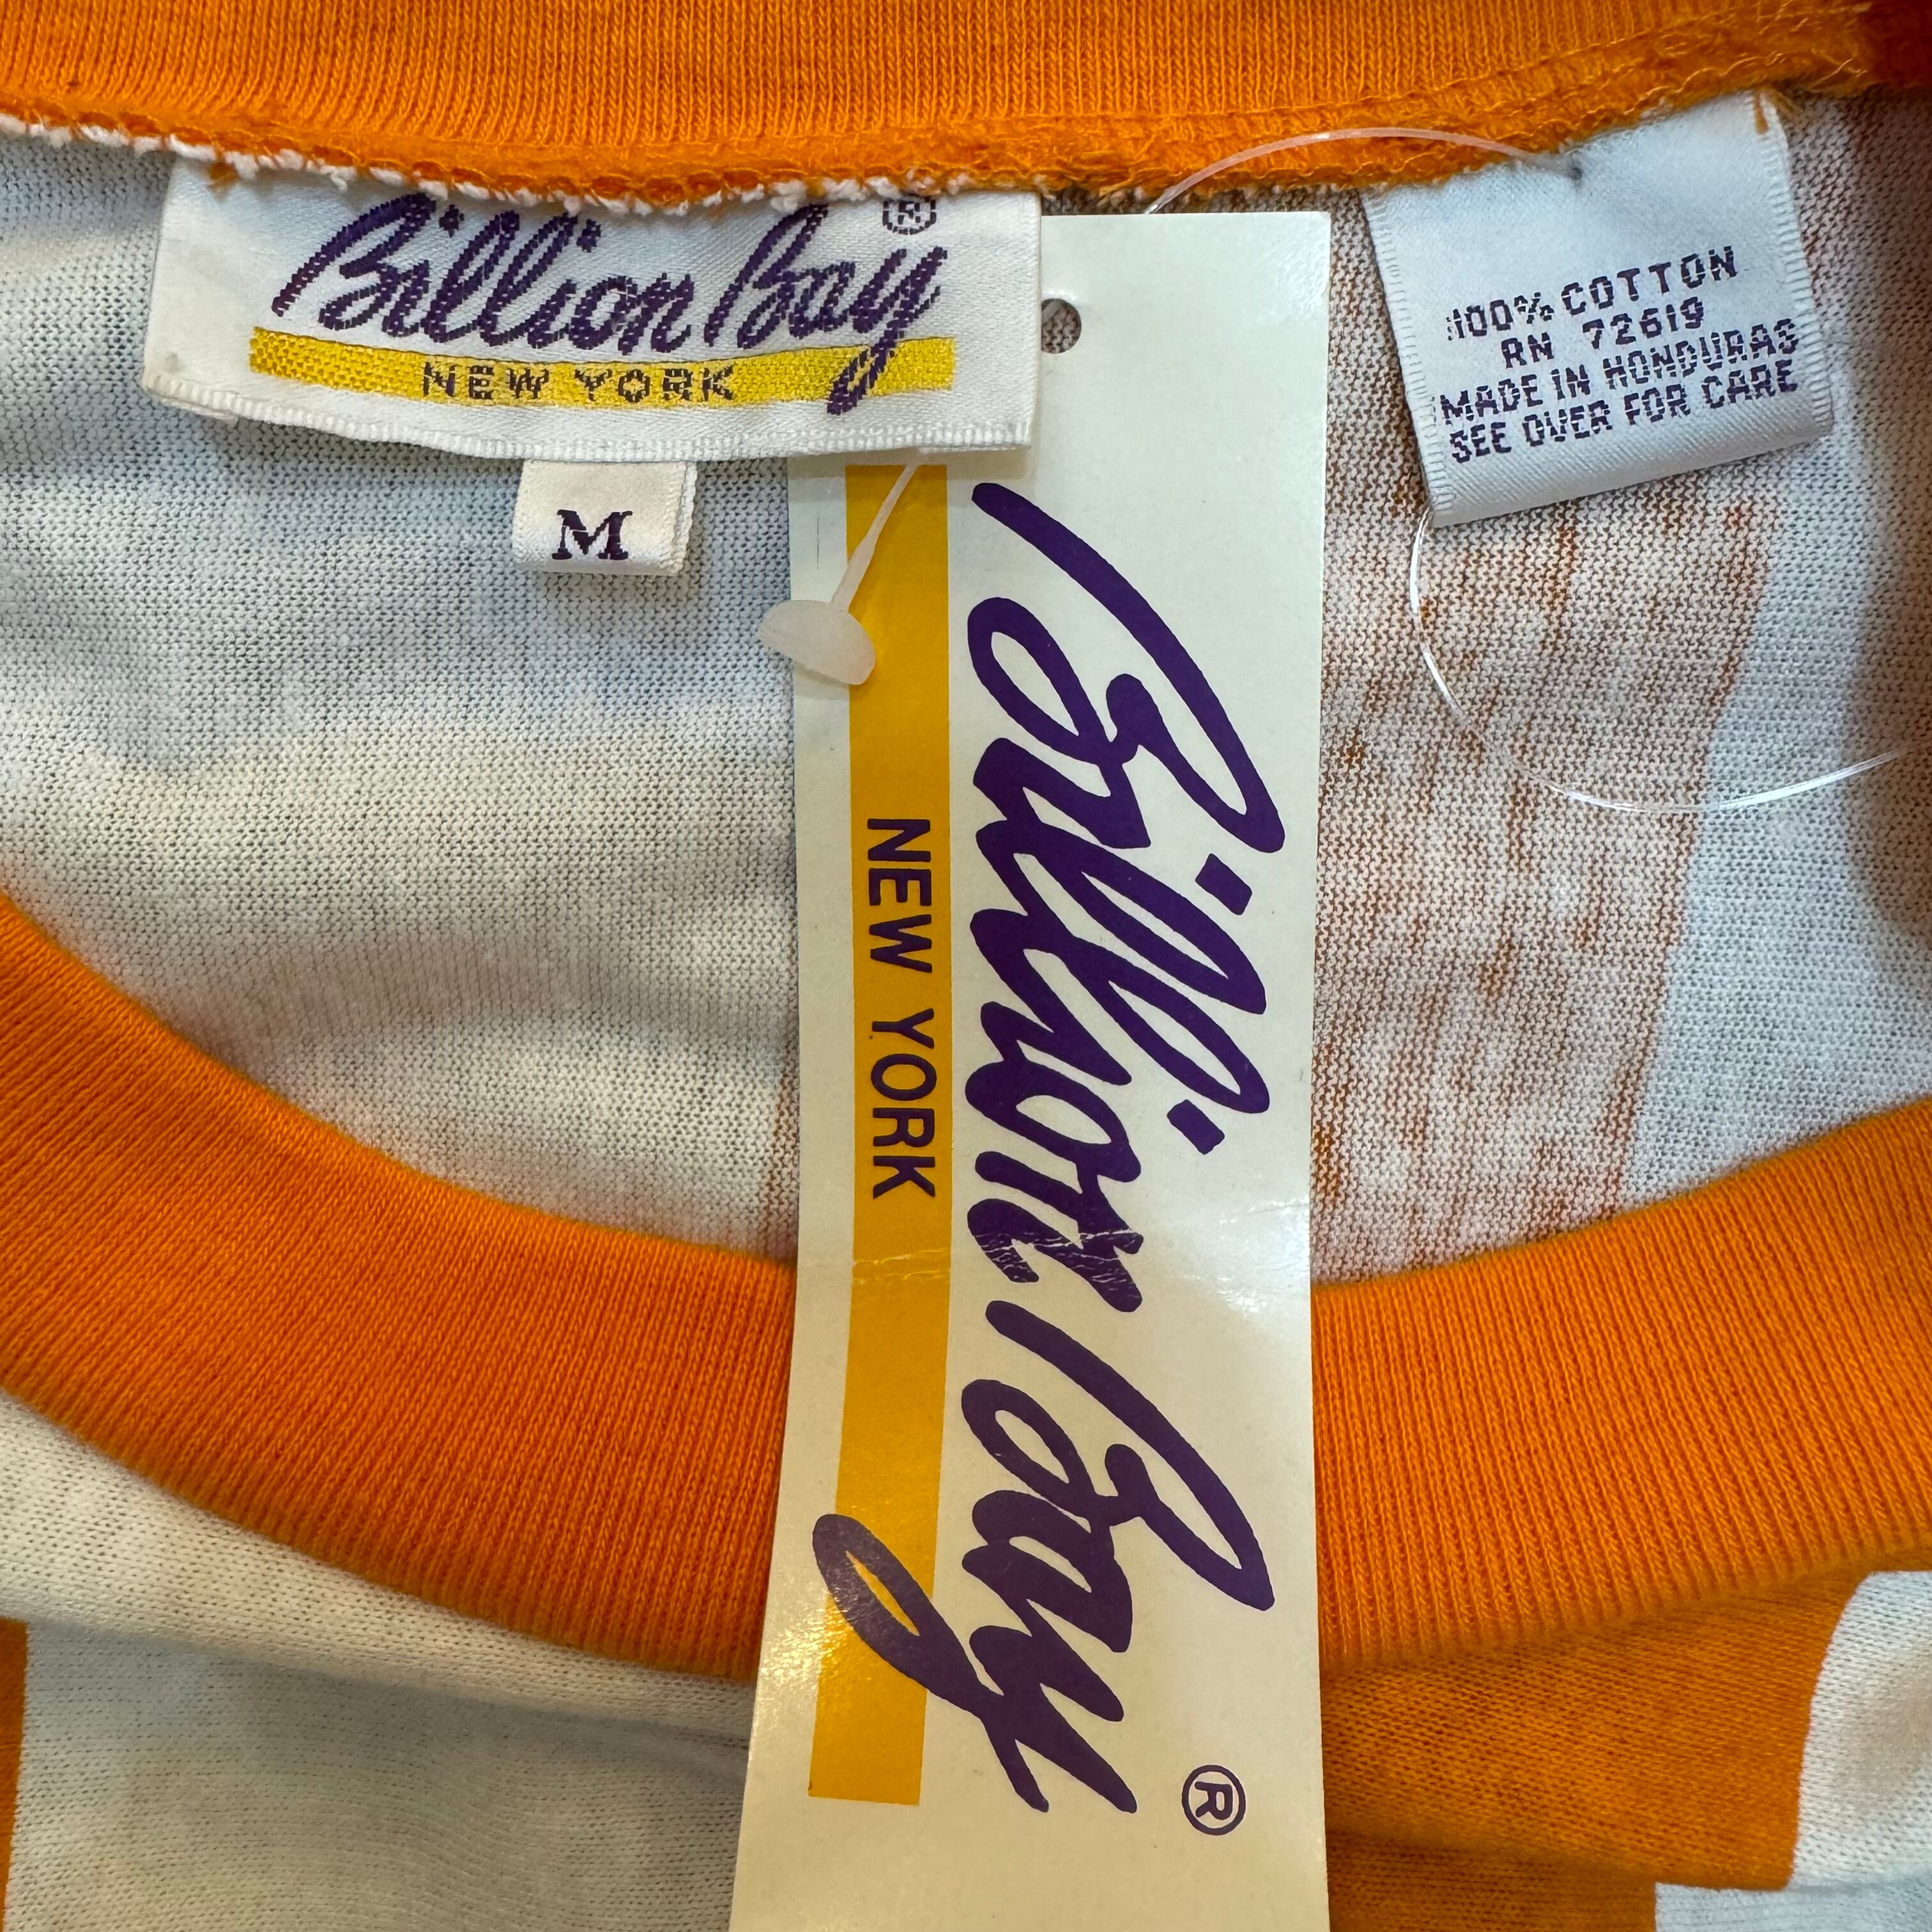 Billion Bay®
NEW YORK
M
100% COTTON
RN 72619
MADE IN HONDURAS
SEE OVER FOR CARE
Billion Bay®
NEW YORK